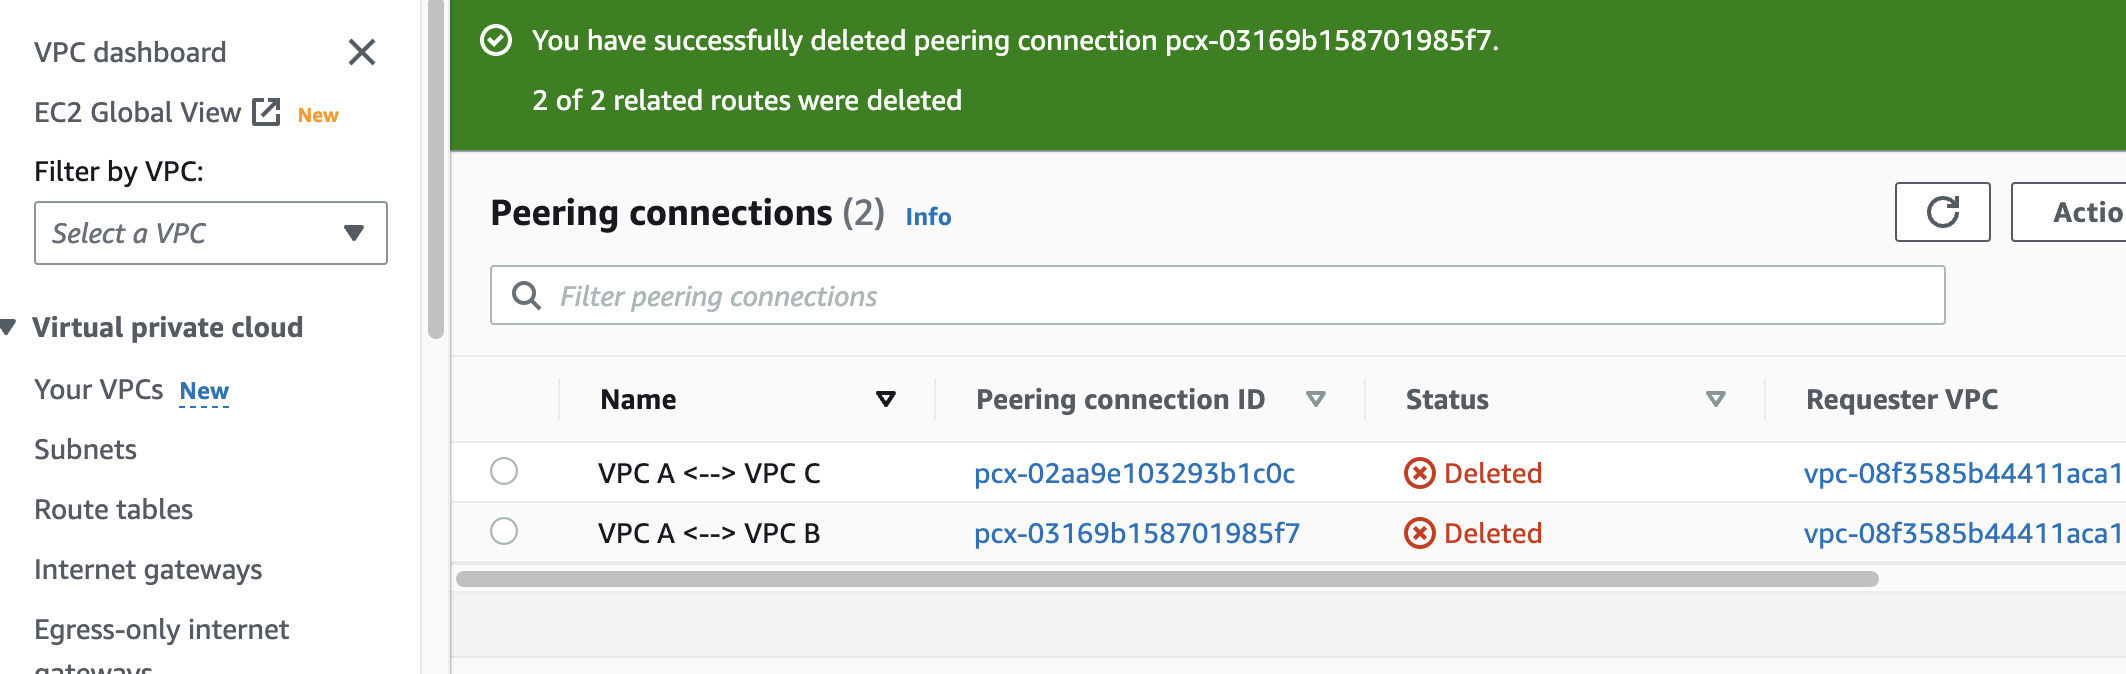 VPC dashboard
EC2 Global View New
Filter by VPC:
Select a VPC
Virtual private cloud
Your VPCs New
Subnets
Route tables
Internet gateways
Egress-only internet
gateways
You have successfully deleted peering connection pcx-03169b158701985f7.
2 of 2 related routes were deleted
Peering connections (2) Info
Actio
Filter peering connections
Name Peering connection ID Status Requester VPC
VPC A <--> VPC C pcx-02aa9e103293b1c0c Deleted vpc-08f3585b44411aca1
VPC A <--> VPC B pcx-03169b158701985f7 Deleted vpc-08f3585b44411aca1